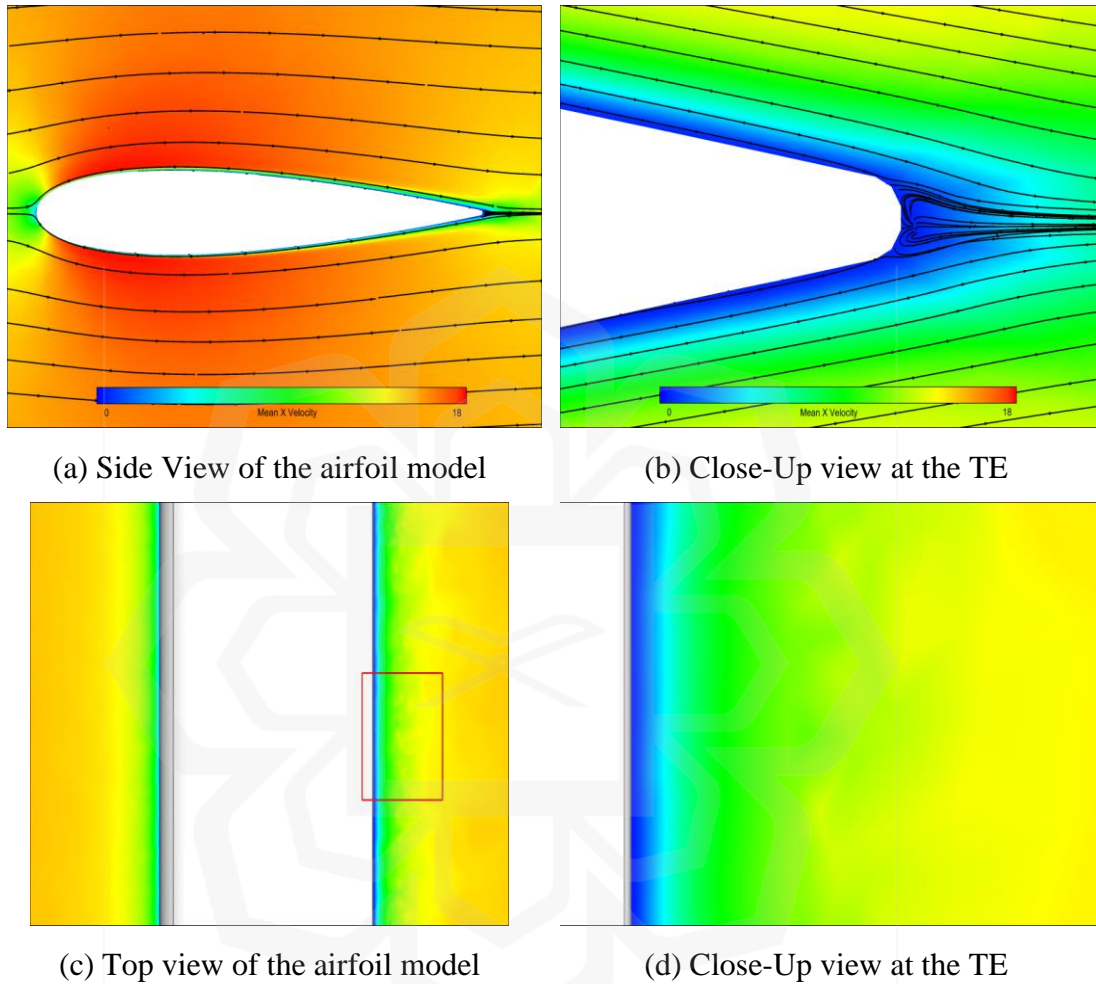 0
18
Mean X Velocity
0
18
Mean X Velocity
(a) Side View of the airfoil model
(b) Close-Up view at the TE
(c) Top view of the airfoil model
(d) Close-Up view at the TE